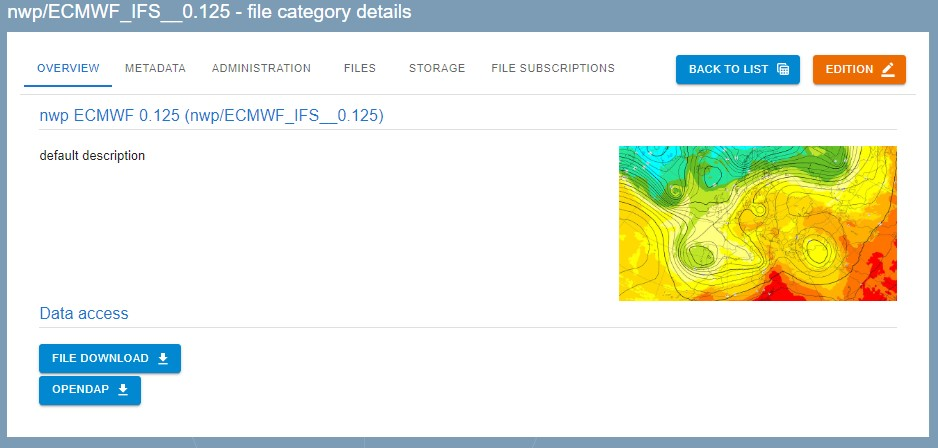 nwp/ECMWF_IFS__0.125 - file category details
OVERVIEW METADATA ADMINISTRATION FILES STORAGE FILE SUBSCRIPTIONS BACK TO LIST EDITION
nwp ECMWF 0.125 (nwp/ECMWF_IFS__0.125)
default description
Data access
FILE DOWNLOAD
OPENDAP